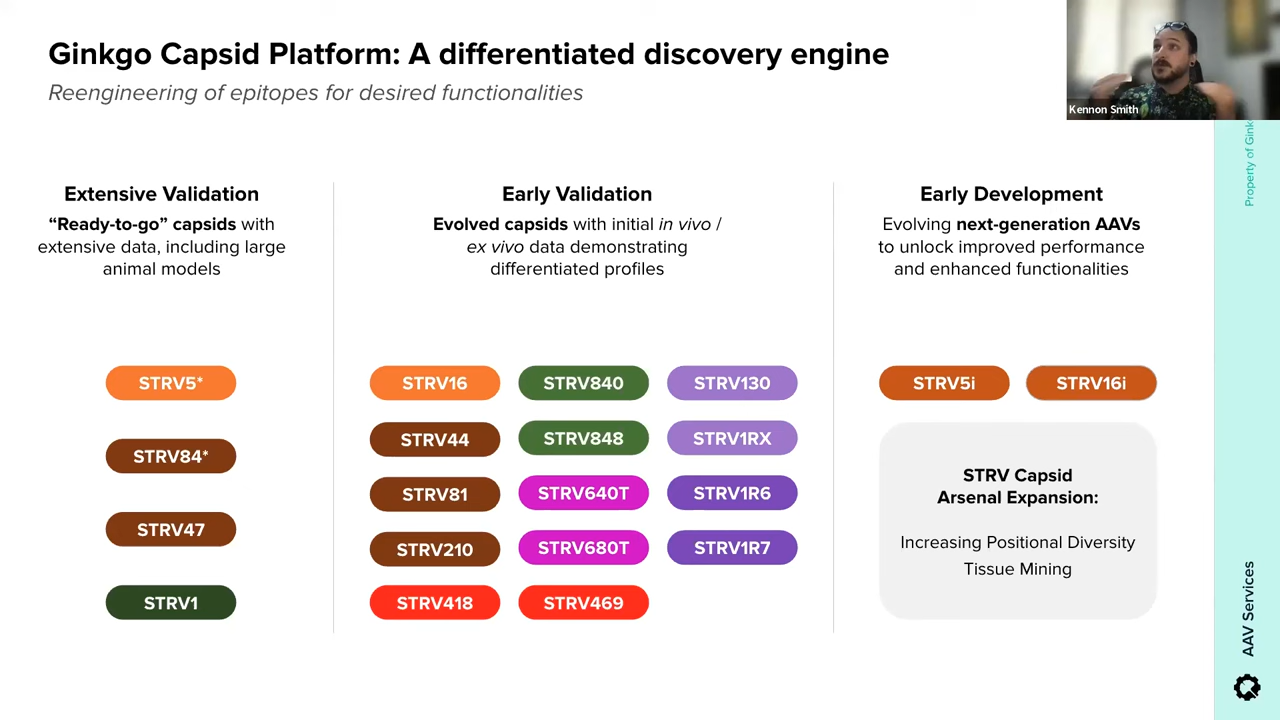 Ginkgo Capsid Platform: A differentiated discovery engine
Reengineering of epitopes for desired functionalities
Kennon Smith
Extensive Validation
“Ready-to-go” capsids with
extensive data, including large
animal models
STRV5*
STRV84*
STRV47
STRV1
Early Validation
Evolved capsids with initial in vivo /
ex vivo data demonstrating
differentiated profiles
STRV16 STRV840 STRV130
STRV44 STRV848 STRV1RX
STRV81 STRV640T STRV1R6
STRV210 STRV680T STRV1R7
STRV418 STRV469
Early Development
Evolving next-generation AAVs
to unlock improved performance
and enhanced functionalities
STRV5i STRV16i
STRV Capsid
Arsenal Expansion:
Increasing Positional Diversity
Tissue Mining
Property of
AAV Services